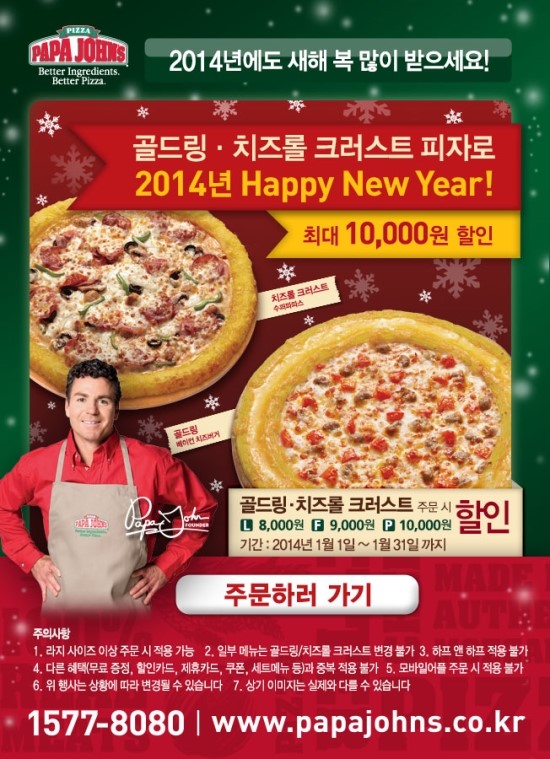 PIZZA
PAPA JOHNS
Better Ingredients.
Better Pizza.
2014년에도 새해 복 많이 받으세요!
골드링 · 치즈롤 크러스트 피자로
2014년 Happy New Year!
최대 10,000원 할인
치즈롤 크러스트
수퍼파파스
골드링
베이컨 치즈버거
PAPA JOHNS
Papa John
FOUNDER
골드링·치즈롤 크러스트 주문 시 할인
L 8,000원 F 9,000원 P 10,000원
기간 : 2014년 1월 1일 ~ 1월 31일 까지
주문하러 가기
MADE
주의사항
1. 라지 사이즈 이상 주문 시 적용 가능 2. 일부 메뉴는 골드링/치즈롤 크러스트 변경 불가 3. 하프 앤 하프 적용 불가
4. 다른 혜택(무료 증정, 할인카드, 제휴카드, 쿠폰, 세트메뉴 등)과 중복 적용 불가 5. 모바일어플 주문 시 적용 불가
6. 위 행사는 상황에 따라 변경될 수 있습니다 7. 상기 이미지는 실제와 다를 수 있습니다
1577-8080 | www.papajohns.co.kr